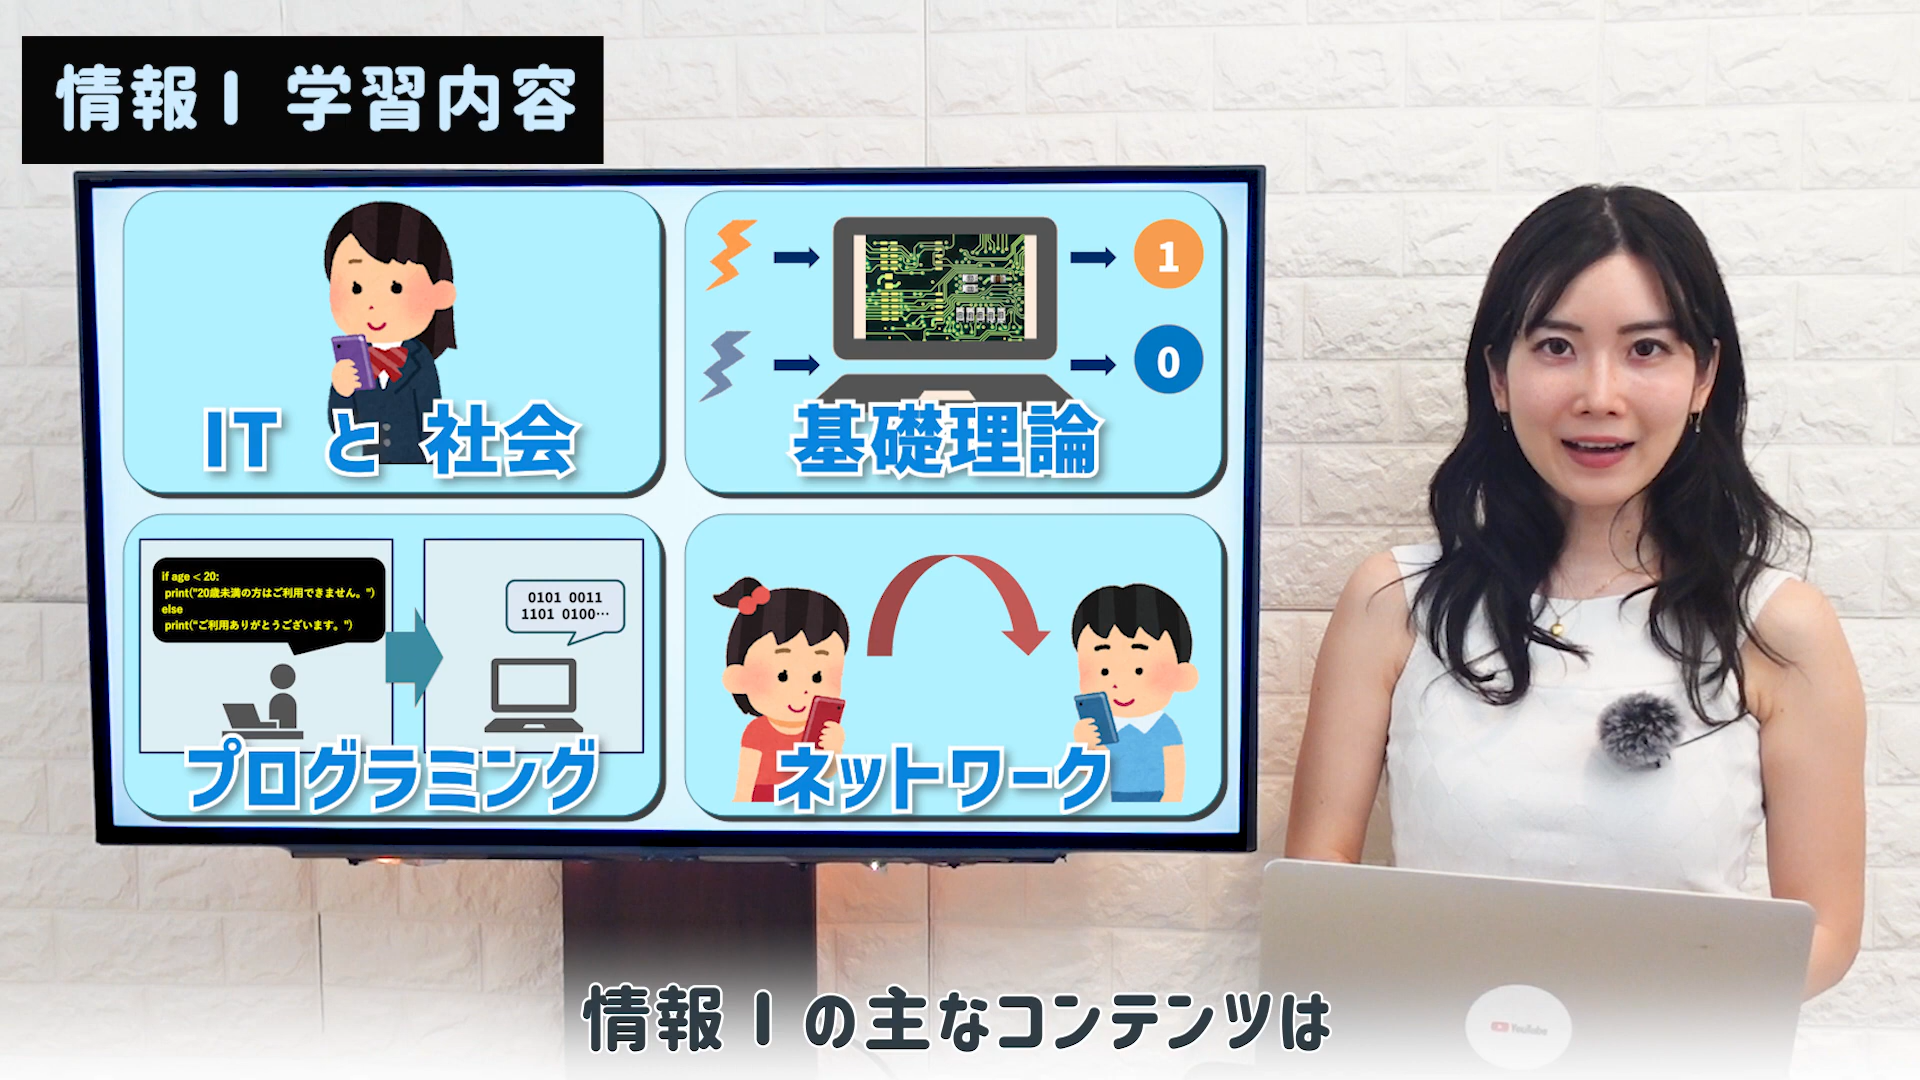 情報Ⅰ 学習内容
IT と 社会
1
0
基礎理論
if age < 20:
print("20歳未満の方はご利用できません。")
else
print("ご利用ありがとうございます。")
0101 0011
1101 0100…
プログラミング
ネットワーク
YouTube
情報Ⅰの主なコンテンツは